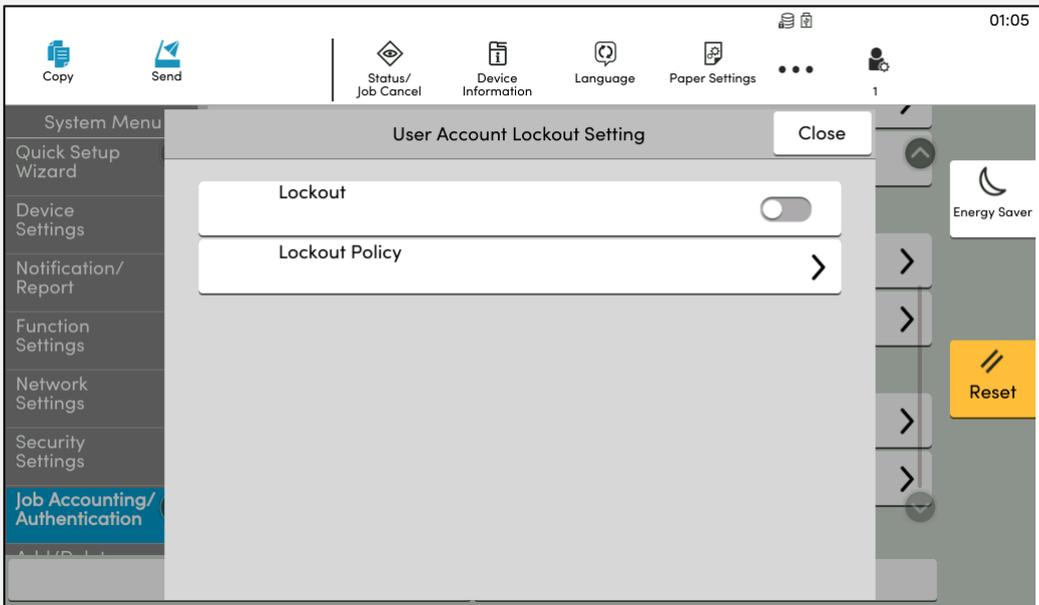 01:05
Copy
Send
Status/
Job Cancel
Device
Information
Language
Paper Settings
1
System Menu
User Account Lockout Setting
Close
Quick Setup
Wizard
Device
Settings
Notification/
Report
Function
Settings
Network
Settings
Security
Settings
Job Accounting/
Authentication
Lockout
Lockout Policy
Energy Saver
Reset